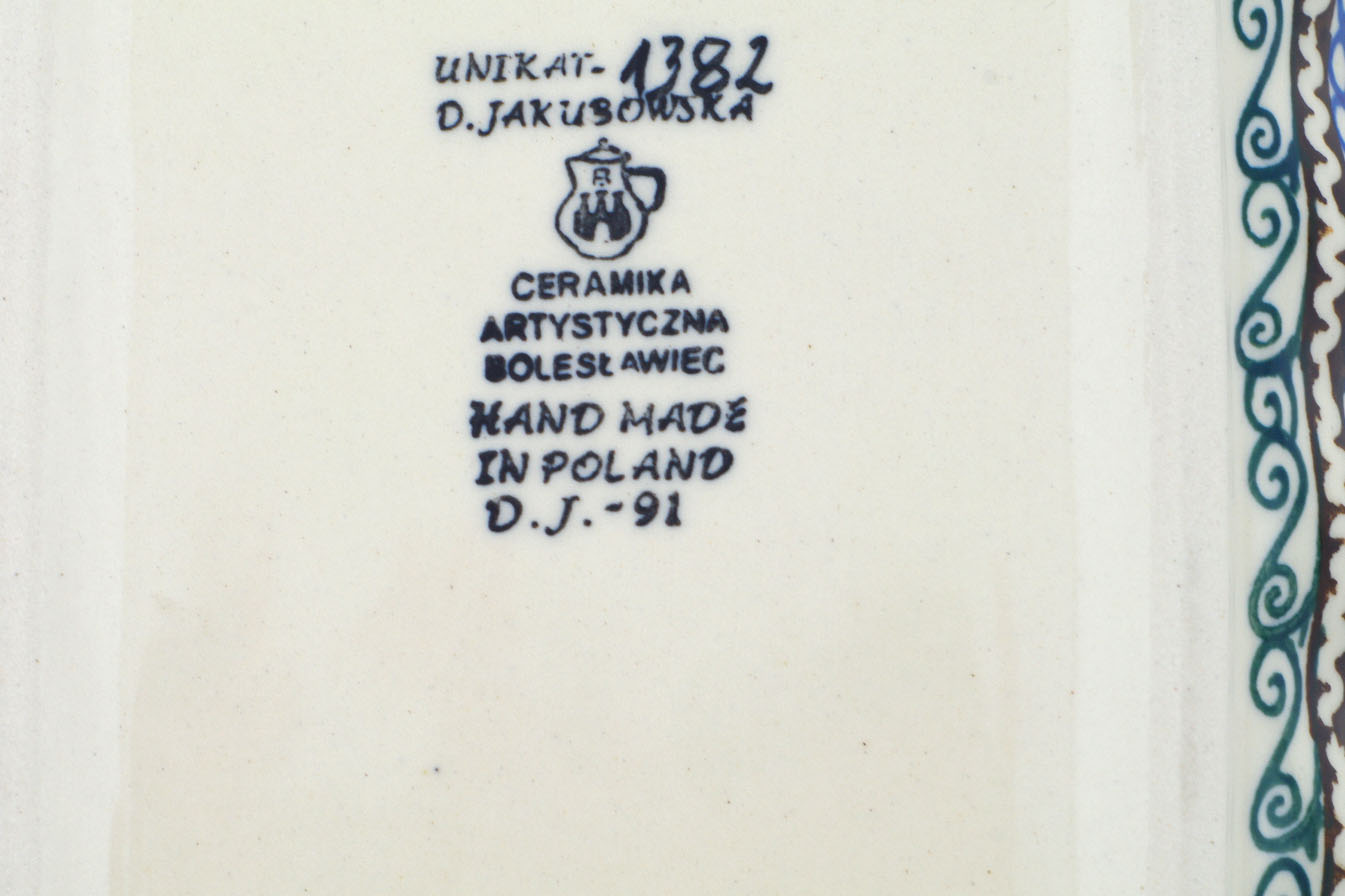 UNIKAT-1382
D.JAKUBOWSKA
B
CERAMIKA
ARTYSTYCZNA
BOLESŁAWIEC
HAND MADE
IN POLAND
D.J.-91